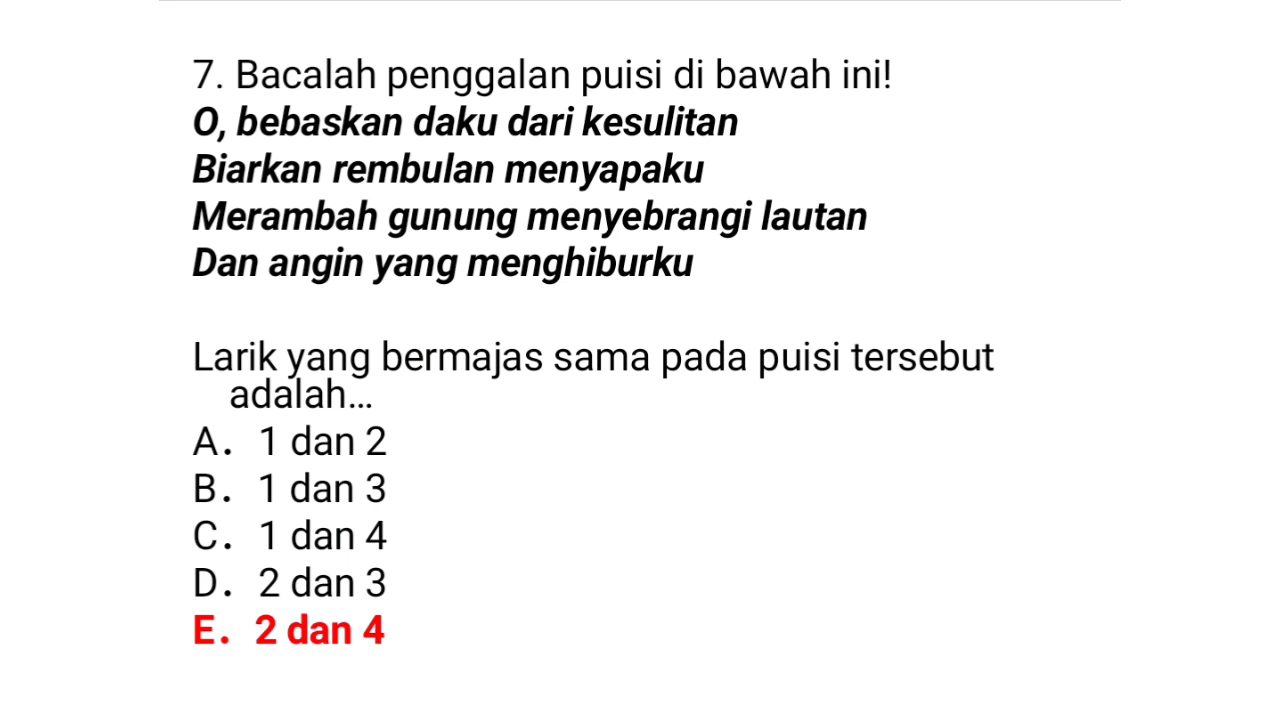 7. Bacalah penggalan puisi di bawah ini!
O, bebaskan daku dari kesulitan
Biarkan rembulan menyapaku
Merambah gunung menyebrangi lautan
Dan angin yang menghiburku
Larik yang bermajas sama pada puisi tersebut
adalah...
A. 1 dan 2
B. 1 dan 3
C. 1 dan 4
D. 2 dan 3
E. 2 dan 4